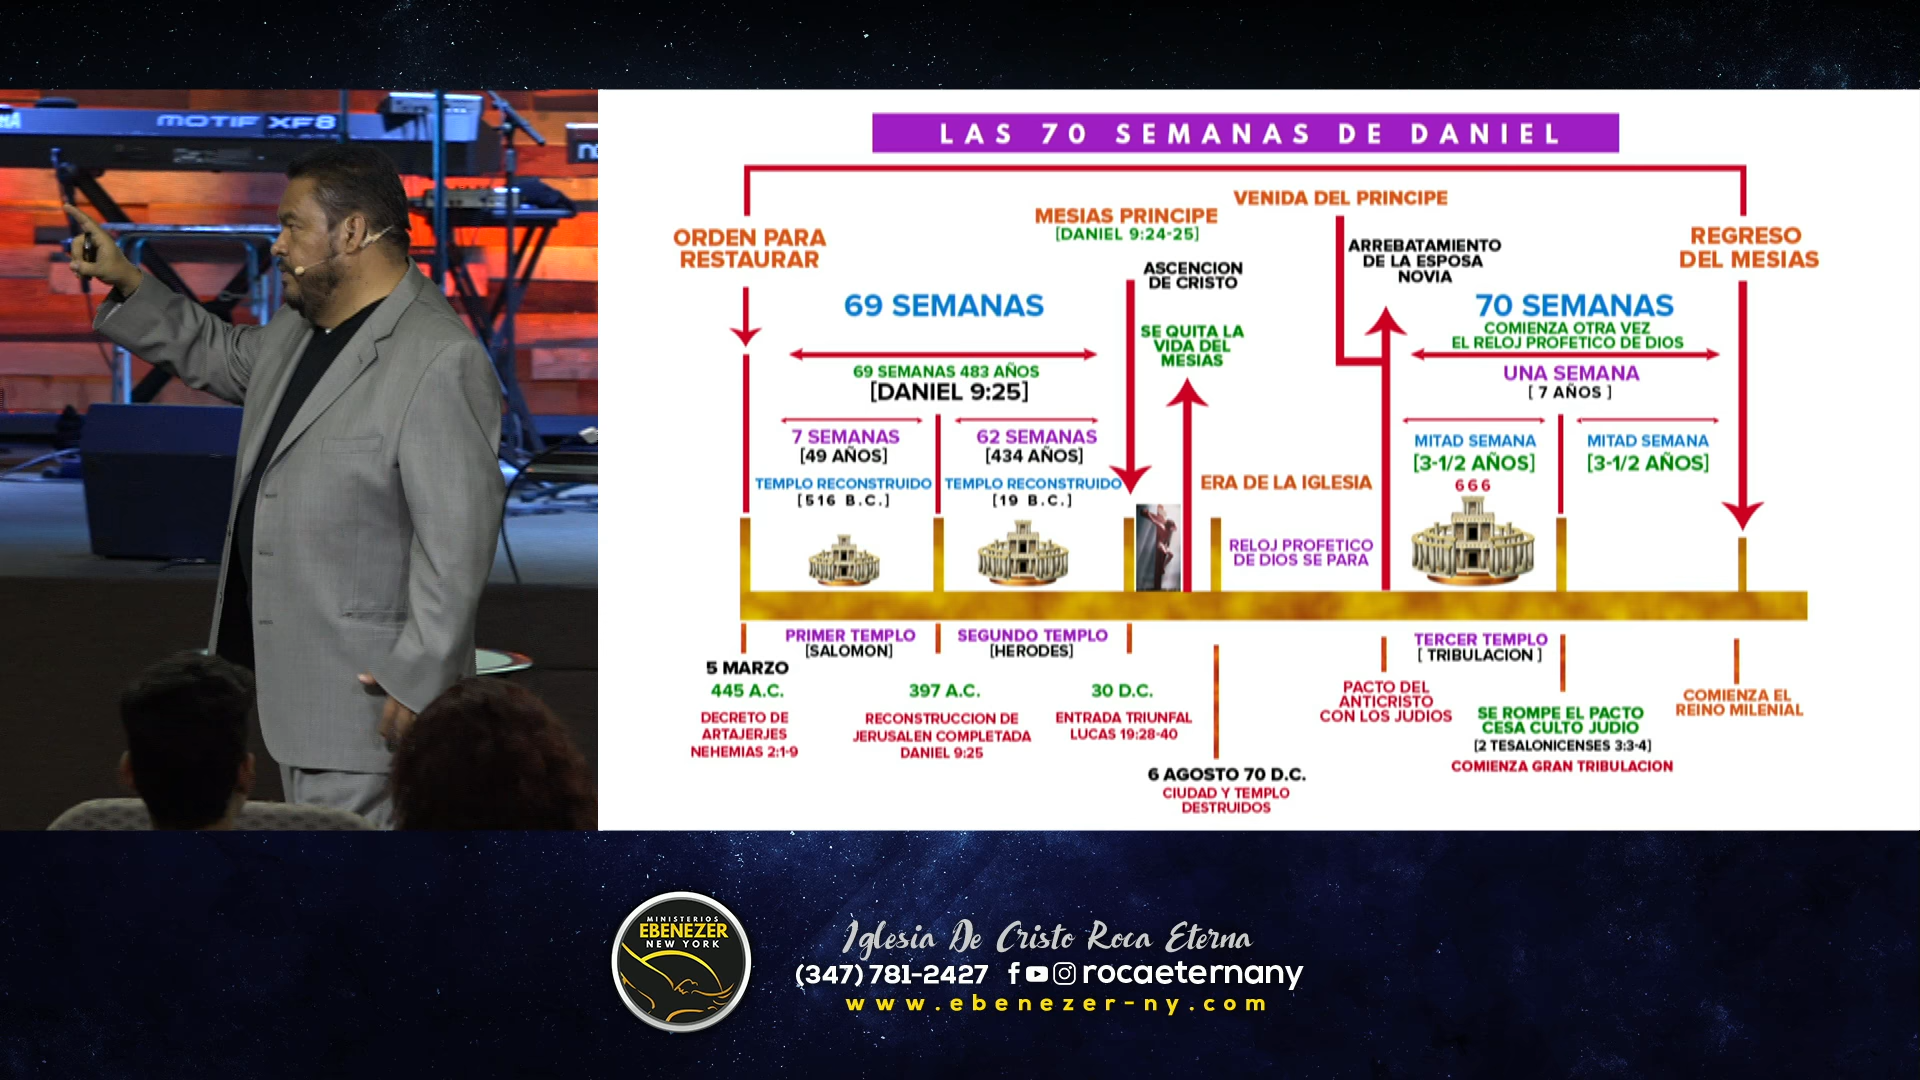 MOTIF XF8
LAS 70 SEMANAS DE DANIEL
ORDEN PARA
RESTAURAR
69 SEMANAS
69 SEMANAS 483 AÑOS
[DANIEL 9:25]
7 SEMANAS
[49 AÑOS]
TEMPLO RECONSTRUIDO
[516 B.C.]
62 SEMANAS
[434 AÑOS]
TEMPLO RECONSTRUIDO
[19 B.C.]
MESIAS PRINCIPE
[DANIEL 9:24-25]
ASCENCION
DE CRISTO
SE QUITA LA
VIDA DEL
MESIAS
VENIDA DEL PRINCIPE
ARREBATAMIENTO
DE LA ESPOSA
NOVIA
ERA DE LA IGLESIA
RELOJ PROFETICO
DE DIOS SE PARA
70 SEMANAS
COMIENZA OTRA VEZ
EL RELOJ PROFETICO DE DIOS
UNA SEMANA
[ 7 AÑOS ]
MITAD SEMANA
[3-1/2 AÑOS]
666
MITAD SEMANA
[3-1/2 AÑOS]
REGRESO
DEL MESIAS
5 MARZO
445 A.C.
DECRETO DE
ARTAJERJES
NEHEMIAS 2:1-9
PRIMER TEMPLO
[SALOMON]
397 A.C.
RECONSTRUCCION DE
JERUSALEN COMPLETADA
DANIEL 9:25
SEGUNDO TEMPLO
[HERODES]
30 D.C.
ENTRADA TRIUNFAL
LUCAS 19:28-40
6 AGOSTO 70 D.C.
CIUDAD Y TEMPLO
DESTRUIDOS
PACTO DEL
ANTICRISTO
CON LOS JUDIOS
TERCER TEMPLO
[ TRIBULACION ]
SE ROMPE EL PACTO
CESA CULTO JUDIO
[2 TESALONICENSES 3:3-4]
COMIENZA GRAN TRIBULACION
COMIENZA EL
REINO MILENIAL
MINISTERIOS
EBENEZER
NEW YORK
Iglesia De Cristo Roca Eterna
(347) 781-2427 rocaeternany
www.ebenezer-ny.com